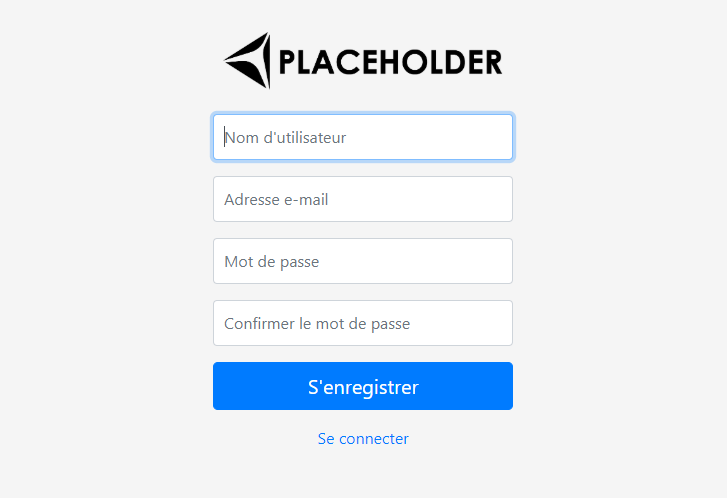 PLACEHOLDER
Nom d'utilisateur
Adresse e-mail
Mot de passe
Confirmer le mot de passe
S'enregistrer
Se connecter